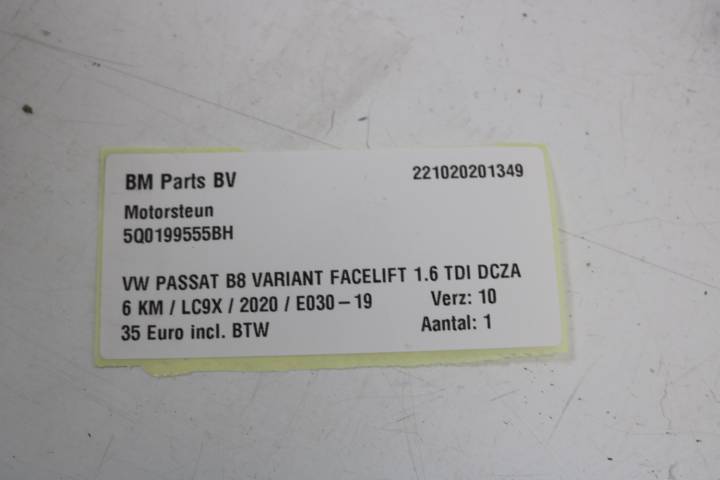 BM Parts BV 221020201349
Motorsteun
5Q0199555BH
VW PASSAT B8 VARIANT FACELIFT 1.6 TDI DCZA
6 KM / LC9X / 2020 / E030-19 Verz: 10
35 Euro incl. BTW Aantal: 1